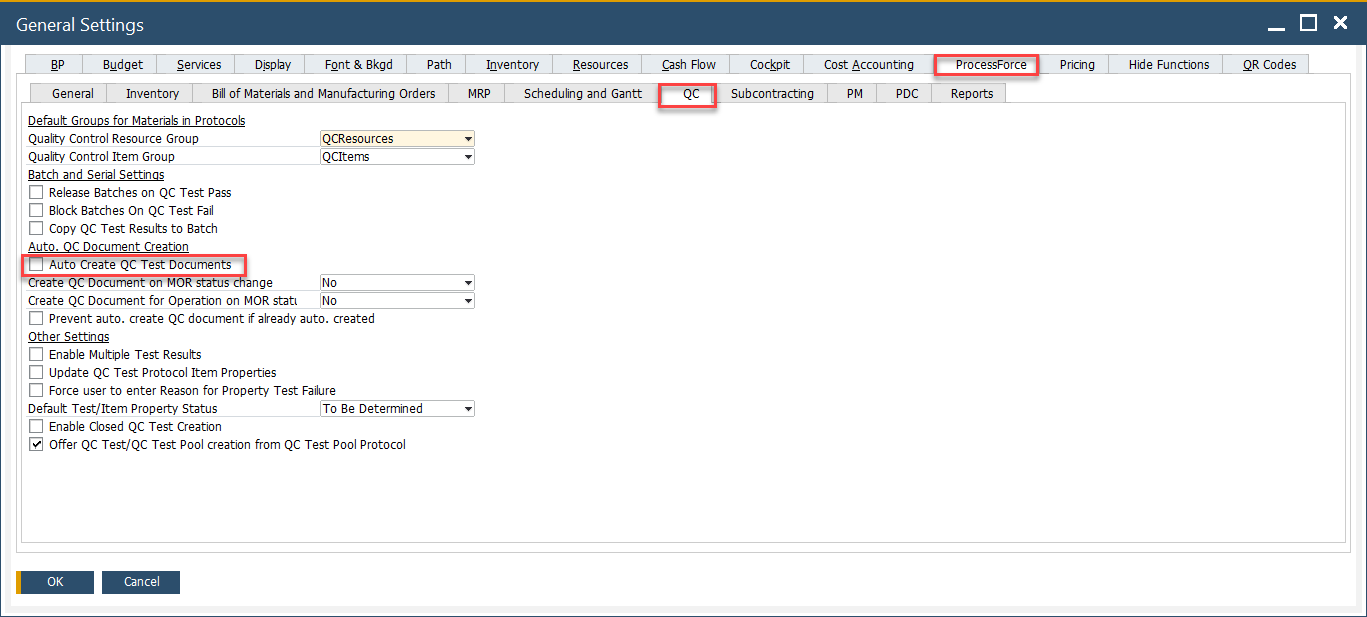 General Settings
BP Budget Services Display Font & Bkgd Path Inventory Resources Cash Flow Cockpit Cost Accounting ProcessForce Pricing Hide Functions QR Codes
General Inventory Bill of Materials and Manufacturing Orders MRP Scheduling and Gantt QC Subcontracting PM PDC Reports
Default Groups for Materials in Protocols
Quality Control Resource Group QCResources
Quality Control Item Group QCItems
Batch and Serial Settings
Release Batches on QC Test Pass
Block Batches On QC Test Fail
Copy QC Test Results to Batch
Auto. QC Document Creation
Auto Create QC Test Documents
Create QC Document on MOR status change No
Create QC Document for Operation on MOR statu No
Prevent auto. create QC document if already auto. created
Other Settings
Enable Multiple Test Results
Update QC Test Protocol Item Properties
Force user to enter Reason for Property Test Failure
Default Test/Item Property Status To Be Determined
Enable Closed QC Test Creation
Offer QC Test/QC Test Pool creation from QC Test Pool Protocol
OK Cancel